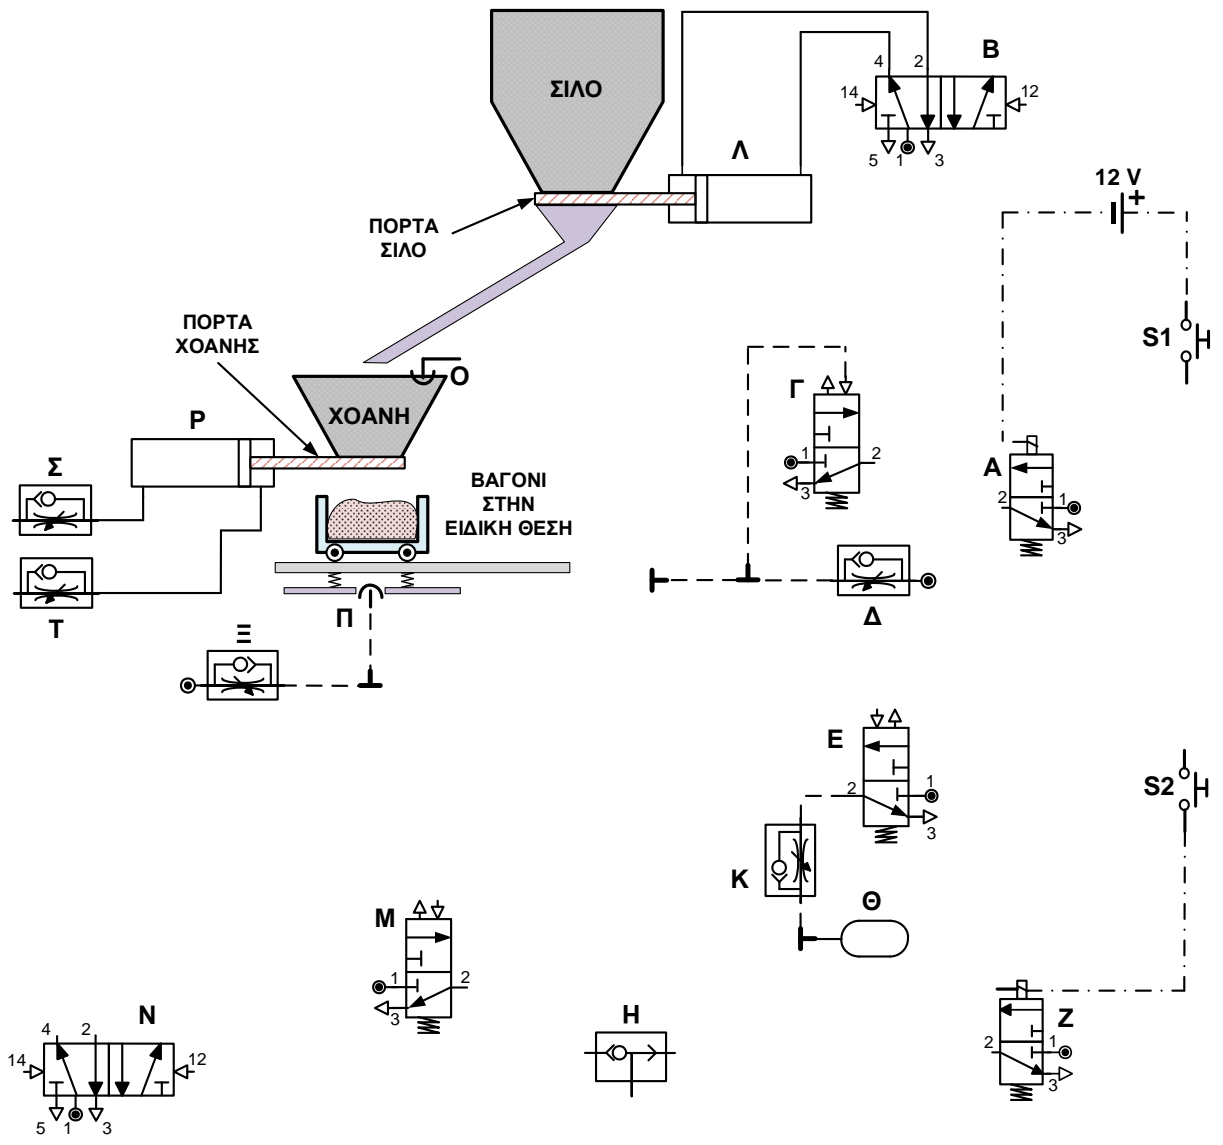 ΣΙΛΟ
Β
4 2
14 12
5 1 3
Λ
12 V
+
ΠΟΡΤΑ
ΣΙΛΟ
ΠΟΡΤΑ
ΧΟΑΝΗΣ
S1
Ο
Γ
ΧΟΑΝΗ
Ρ
1 2
3
Α
2 1
3
Σ
ΒΑΓΟΝΙ
ΣΤΗΝ
ΕΙΔΙΚΗ ΘΕΣΗ
Τ
Π
Δ
Ξ
Ε
2 1
3
S2
Κ
Θ
Μ
1 2
3
Ν
4 2
14 12
5 1 3
Η
Ζ
2 1
3